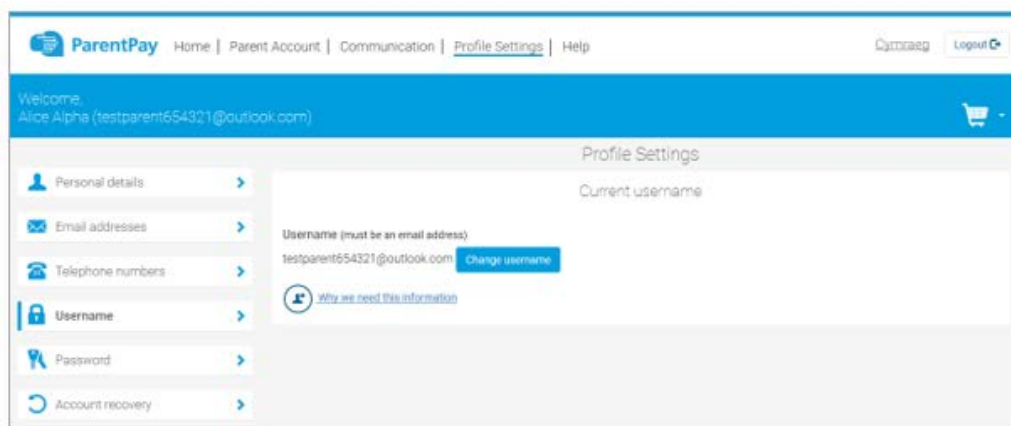 ParentPay Home | Parent Account | Communication | Profile Settings | Help Cymraeg Logout
Welcome,
Alice Alpha (testparent654321@outlook.com)
Profile Settings
Personal details
Email addresses
Telephone numbers
Username
Password
Account recovery
Current username
Username (must be an email address)
testparent654321@outlook.com Change username
Why we need this information